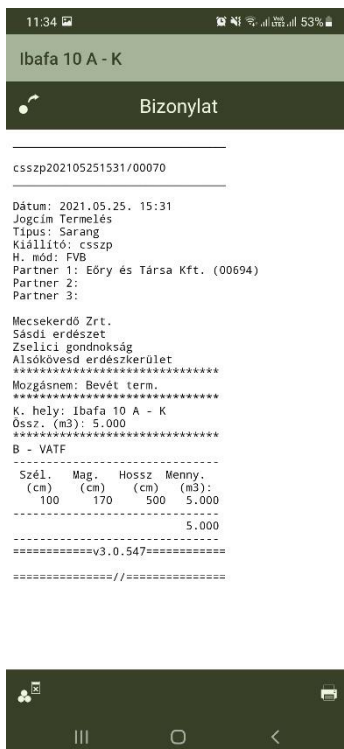 11:34 53%
Ibafa 10 A - K
Bizonylat
csszp202105251531/00070
Dátum: 2021.05.25. 15:31
Jogcím Termelés
Típus: Sarang
Kiállító: csszp
H. mód: FVB
Partner 1: Eőry és Társa Kft. (00694)
Partner 2:
Partner 3:
Mecsekerdő Zrt.
Sásdi erdészet
Zselici gondnokság
Alsókövesd erdészkerület
********************************
Mozgásnem: Bevét term.
********************************
K. hely: Ibafa 10 A - K
Össz. (m3): 5.000
********************************
B - VATF
-------------------------------
Szél. Mag. Hossz Menny.
(cm) (cm) (cm) (m3):
100 170 500 5.000
-------------------------------
5.000
-------------------------------
============v3.0.547============
===============//===============